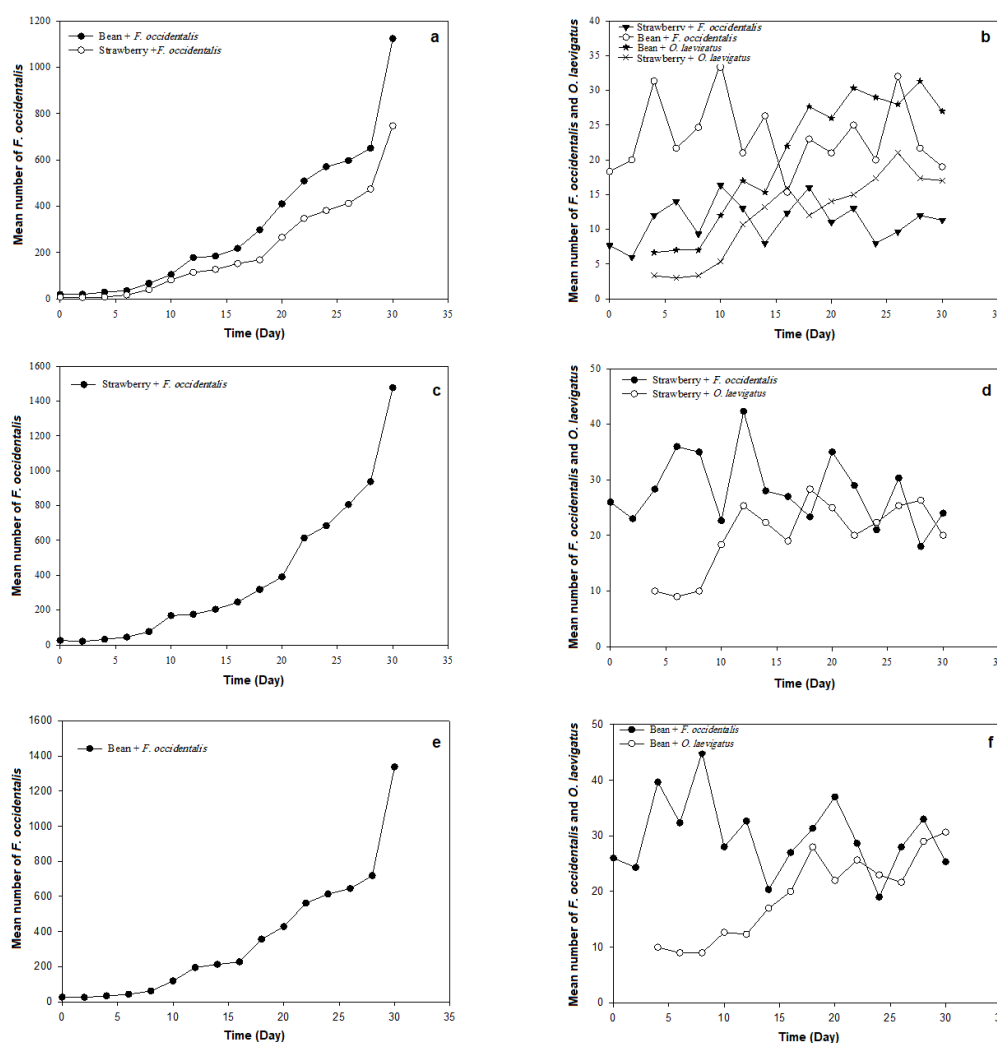 a
Bean + F. occidentalis
Strawberry +F. occidentalis
Mean number of F. occidentalis
1200
1000
800
600
400
200
0
0 5 10 15 20 25 30 35
Time (Day)
b
Strawberry + F. occidentalis
Bean + F. occidentalis
Bean + O. laevigatus
Strawberry + O. laevigatus
Mean number of F. occidentalis and O. laevigatus
40
35
30
25
20
15
10
5
0
0 5 10 15 20 25 30 35
Time (Day)
c
Strawberry + F. occidentalis
Mean number of F. occidentalis
1600
1400
1200
1000
800
600
400
200
0
0 5 10 15 20 25 30 35
Time (Day)
d
Strawberry + F. occidentalis
Strawberry + O. laevigatus
Mean number of F. occidentalis and O. laevigatus
50
40
30
20
10
0
0 5 10 15 20 25 30 35
Time (Day)
e
Bean + F. occidentalis
Mean number of F. occidentalis
1600
1400
1200
1000
800
600
400
200
0
0 5 10 15 20 25 30 35
Time (Day)
f
Bean + F. occidentalis
Bean + O. laevigatus
Mean number of F. occidentalis and O. laevigatus
50
40
30
20
10
0
0 5 10 15 20 25 30
Time (Day)